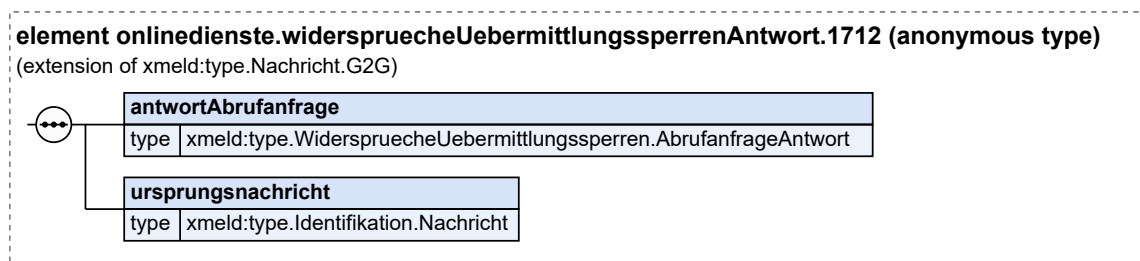 element onlinedienste.widerspruecheUebermittlungssperrenAntwort.1712 (anonymous type)
(extension of xmeld:type.Nachricht.G2G)
antwortAbrufanfrage
type xmeld:type.WiderspruecheUebermittlungssperren.AbrufanfrageAntwort
ursprungsnachricht
type xmeld:type.Identifikation.Nachricht